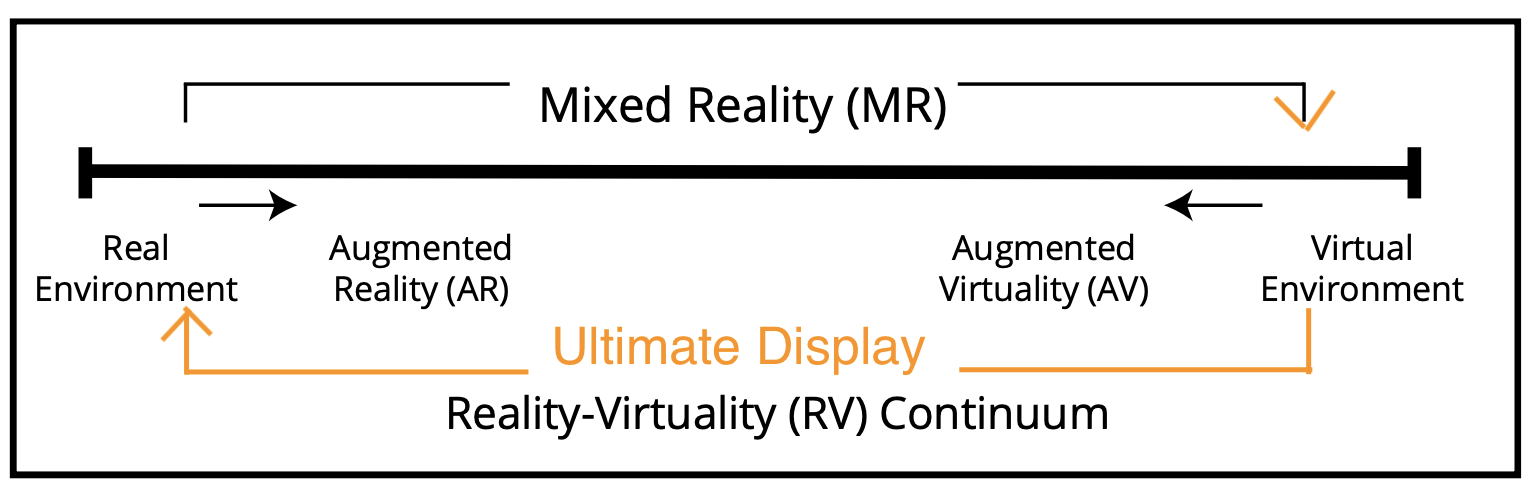 Mixed Reality (MR)
Real
Environment
Augmented
Reality (AR)
Augmented
Virtuality (AV)
Virtual
Environment
Ultimate Display
Reality-Virtuality (RV) Continuum